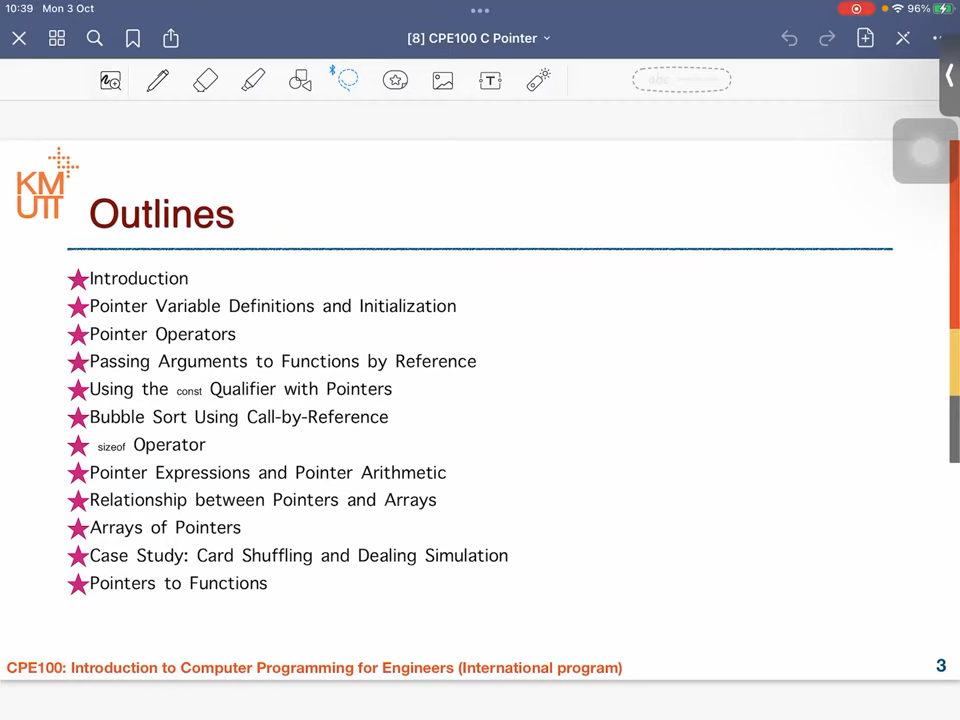 10:39 Mon 3 Oct
96%
[8] CPE100 C Pointer
T
KM
UTT
Outlines
Introduction
Pointer Variable Definitions and Initialization
Pointer Operators
Passing Arguments to Functions by Reference
Using the const Qualifier with Pointers
Bubble Sort Using Call-by-Reference
sizeof Operator
Pointer Expressions and Pointer Arithmetic
Relationship between Pointers and Arrays
Arrays of Pointers
Case Study: Card Shuffling and Dealing Simulation
Pointers to Functions
CPE100: Introduction to Computer Programming for Engineers (International program)
3